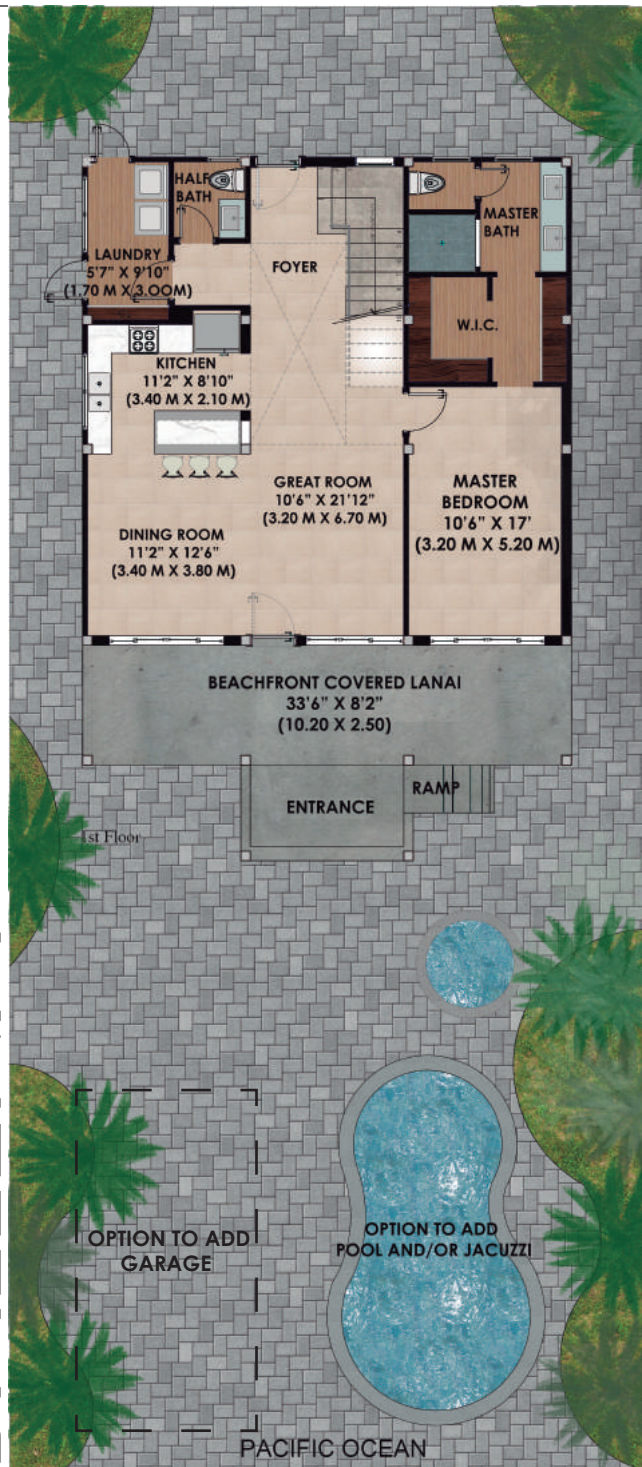 HALF
BATH
MASTER
BATH
LAUNDRY
5'7" X 9'10"
(1.70 M X 3.OOM)
FOYER
W.I.C.
KITCHEN
11'2" X 8'10"
(3.40 M X 2.10 M)
GREAT ROOM
10'6" X 21'12"
(3.20 M X 6.70 M)
MASTER
BEDROOM
10'6" X 17'
(3.20 M X 5.20 M)
DINING ROOM
11'2" X 12'6"
(3.40 M X 3.80 M)
BEACHFRONT COVERED LANAI
33'6" X 8'2"
(10.20 X 2.50)
ENTRANCE
RAMP
1st Floor
OPTION TO ADD
GARAGE
OPTION TO ADD
POOL AND/OR JACUZZI
PACIFIC OCEAN